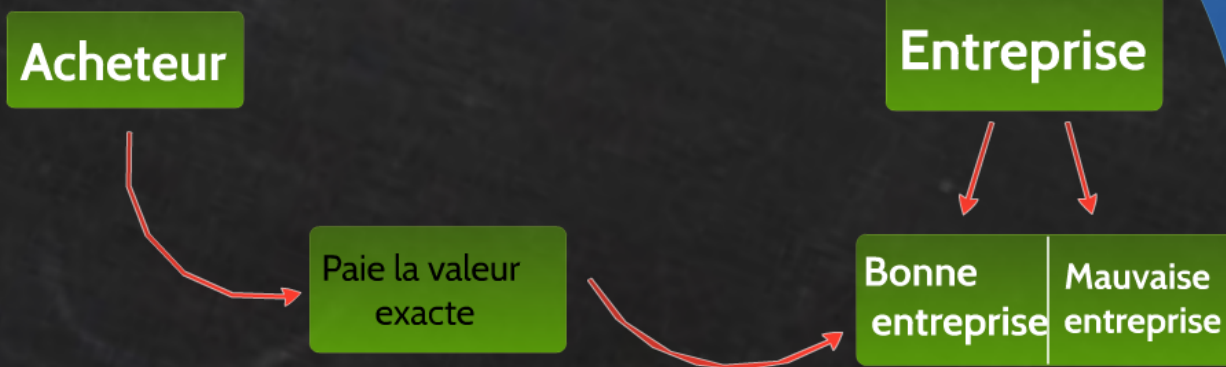 Acheteur
Entreprise
Paie la valeur
exacte
Bonne
entreprise
Mauvaise
entreprise